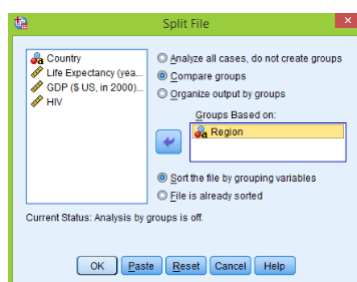 Split File
Country
Life Expectancy (yea...
GDP ($ US, in 2000)...
HIV
Analyze all cases, do not create groups
Compare groups
Organize output by groups
Groups Based on:
Region
Sort the file by grouping variables
File is already sorted
Current Status: Analysis by groups is off.
OK Paste Reset Cancel Help